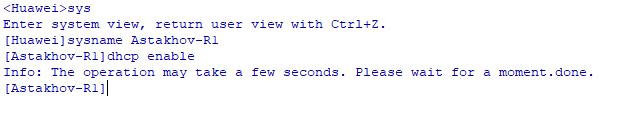 <Huawei>sys
Enter system view, return user view with Ctrl+Z.
[Huawei]sysname Astakhov-R1
[Astakhov-R1]dhcp enable
Info: The operation may take a few seconds. Please wait for a moment.done.
[Astakhov-R1]